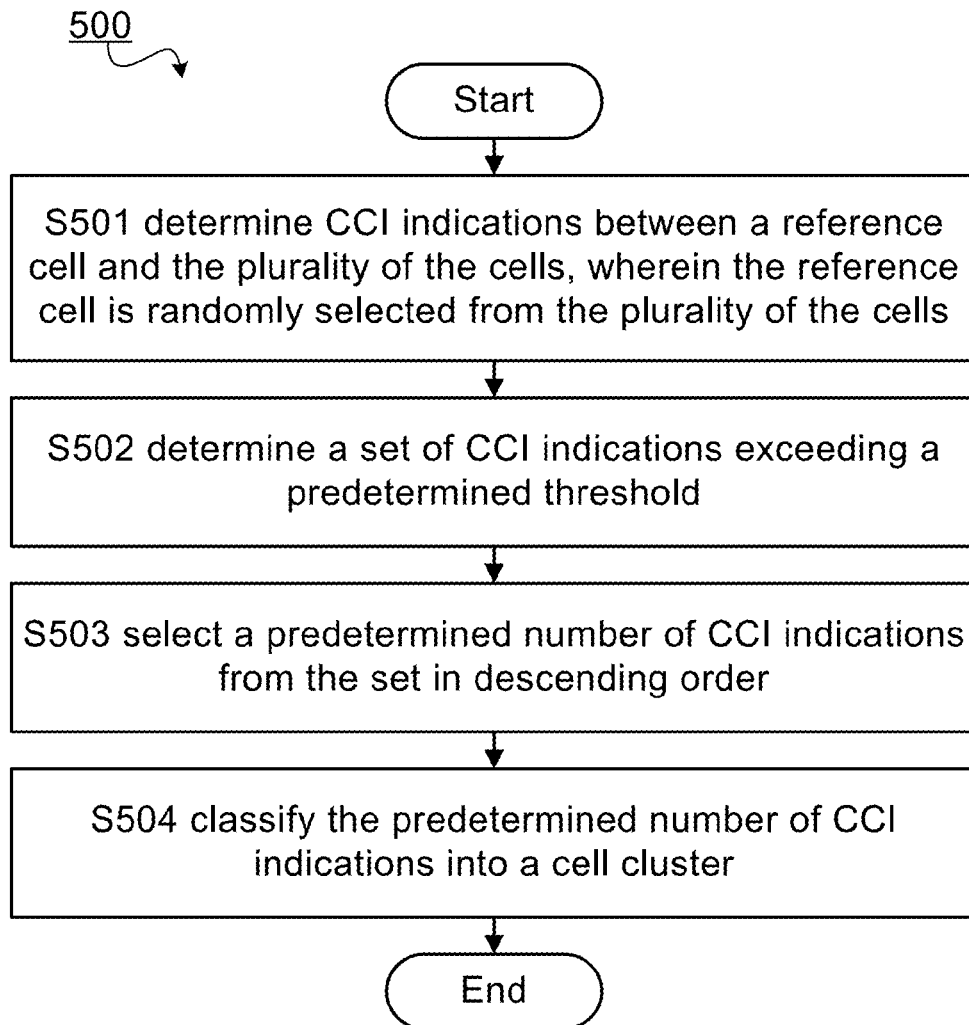 500
Start
S501 determine CCI indications between a reference
cell and the plurality of the cells, wherein the reference
cell is randomly selected from the plurality of the cells
S502 determine a set of CCI indications exceeding a
predetermined threshold
S503 select a predetermined number of CCI indications
from the set in descending order
S504 classify the predetermined number of CCI
indications into a cell cluster
End